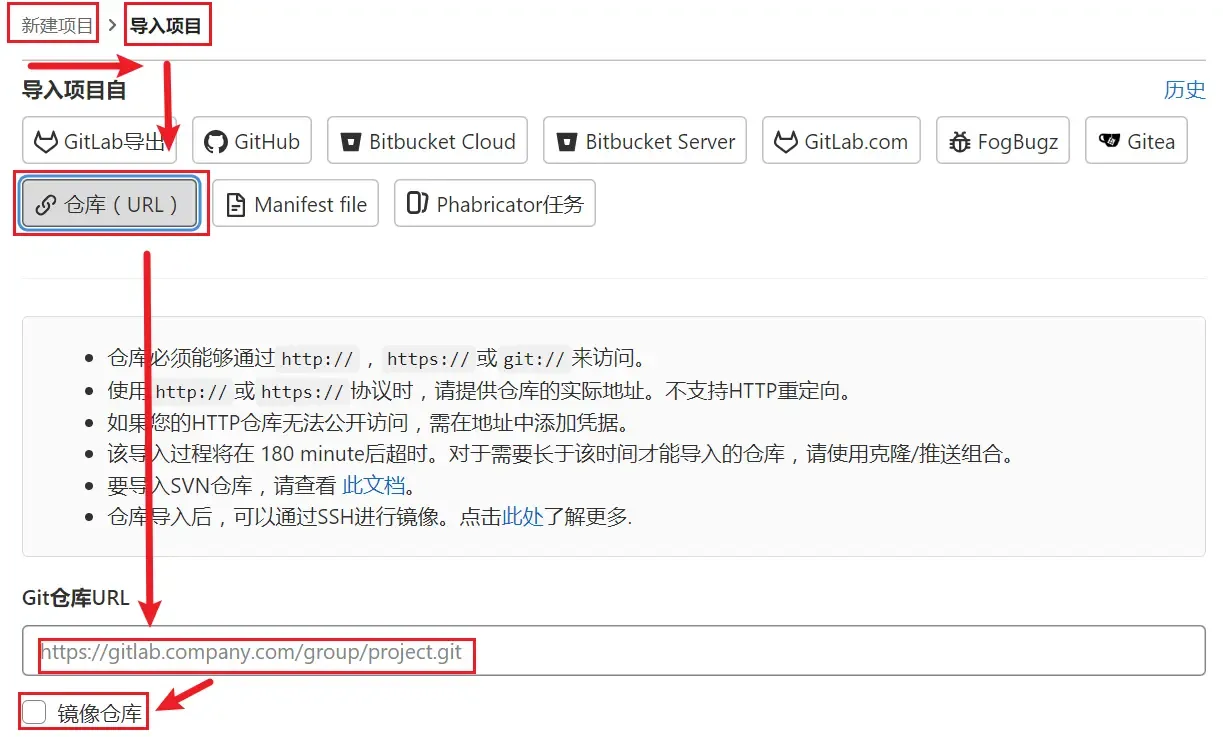 新建项目 > 导入项目
导入项目自 历史
GitLab导出 GitHub Bitbucket Cloud Bitbucket Server GitLab.com FogBugz Gitea
仓库（URL） Manifest file Phabricator任务
仓库必须能够通过 http:// ，https:// 或 git:// 来访问。
使用 http:// 或 https:// 协议时，请提供仓库的实际地址。不支持HTTP重定向。
如果您的HTTP仓库无法公开访问，需在地址中添加凭据。
该导入过程将在 180 minute后超时。对于需要长于该时间才能导入的仓库，请使用克隆/推送组合。
要导入SVN仓库，请查看 此文档。
仓库导入后，可以通过SSH进行镜像。点击此处了解更多.
Git仓库URL
https://gitlab.company.com/group/project.git
镜像仓库